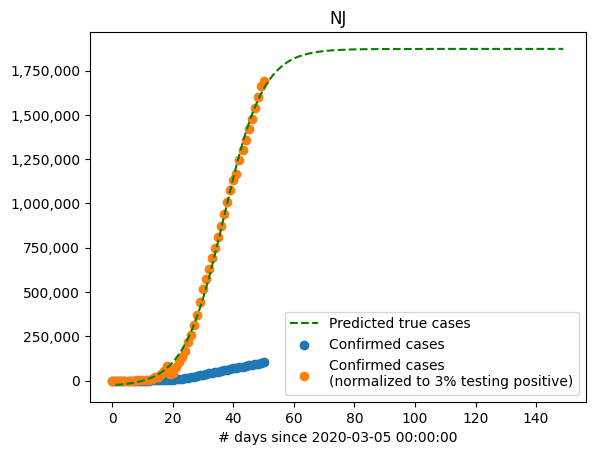 NJ
1,750,000
1,500,000
1,250,000
1,000,000
750,000
500,000
250,000
0
Predicted true cases
Confirmed cases
Confirmed cases
(normalized to 3% testing positive)
0 20 40 60 80 100 120 140
# days since 2020-03-05 00:00:00